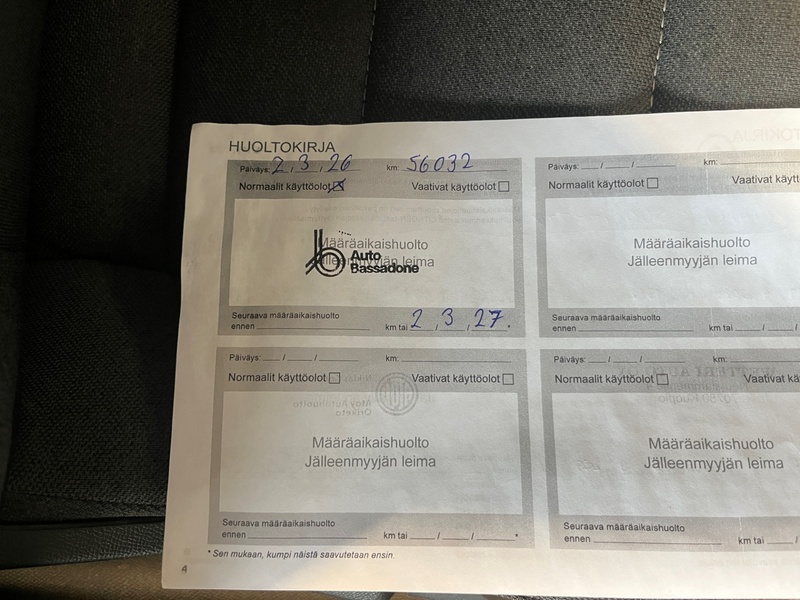 HUOLTOKIRJA
Päiväys: 2 , 3 , 26 km: 56032
Normaalit käyttöolot Vaativat käyttöolot
Määräaikaishuolto
Jälleenmyyjän leima
Auto
Bassadone
Seuraava määräaikaishuolto
ennen km tai 2 , 3 , 27.
Päiväys: / / km:
Normaalit käyttöolot Vaativat kä
Määräaikaishuolto
Jälleenmyyjän leima
Seuraava määräaikaishuolto
ennen km tai / /
Päiväys: / / km:
Normaalit käyttöolot Vaativat käyttöolot
Määräaikaishuolto
Jälleenmyyjän leima
Seuraava määräaikaishuolto
ennen km tai / / *
Päiväys: / / km:
Normaalit käyttöolot Vaativat kä
Määräaikaishuolto
Jälleenmyyjän leima
Seuraava määräaikaishuolto
ennen km tai /
* Sen mukaan, kumpi näistä saavutetaan ensin.
4